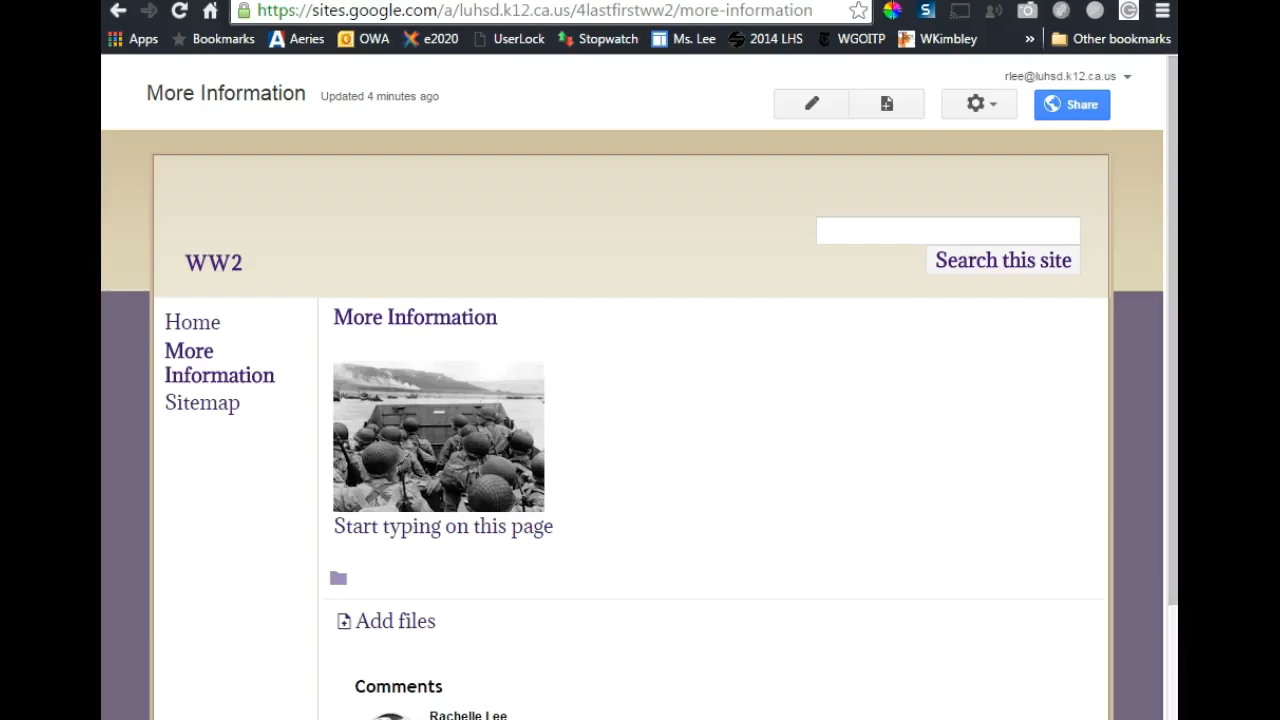 https://sites.google.com/a/luhsd.k12.ca.us/4lastfirstww2/more-information
Apps Bookmarks Aeries OWA e2020 UserLock Stopwatch Ms. Lee 2014 LHS WGOITP WKimbley » Other bookmarks
rlee@luhsd.k12.ca.us
More Information Updated 4 minutes ago
Share
WW2
Search this site
Home
More
Information
Sitemap
More Information
Start typing on this page
Add files
Comments
Rachelle Lee